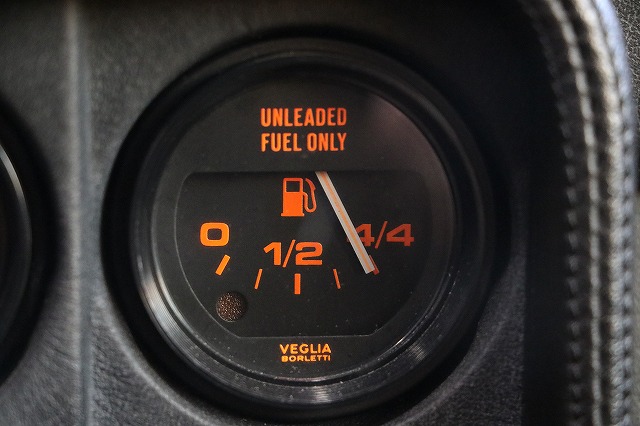 UNLEADED
FUEL ONLY
0 1/2 4/4
VEGLIA
BORLETTI